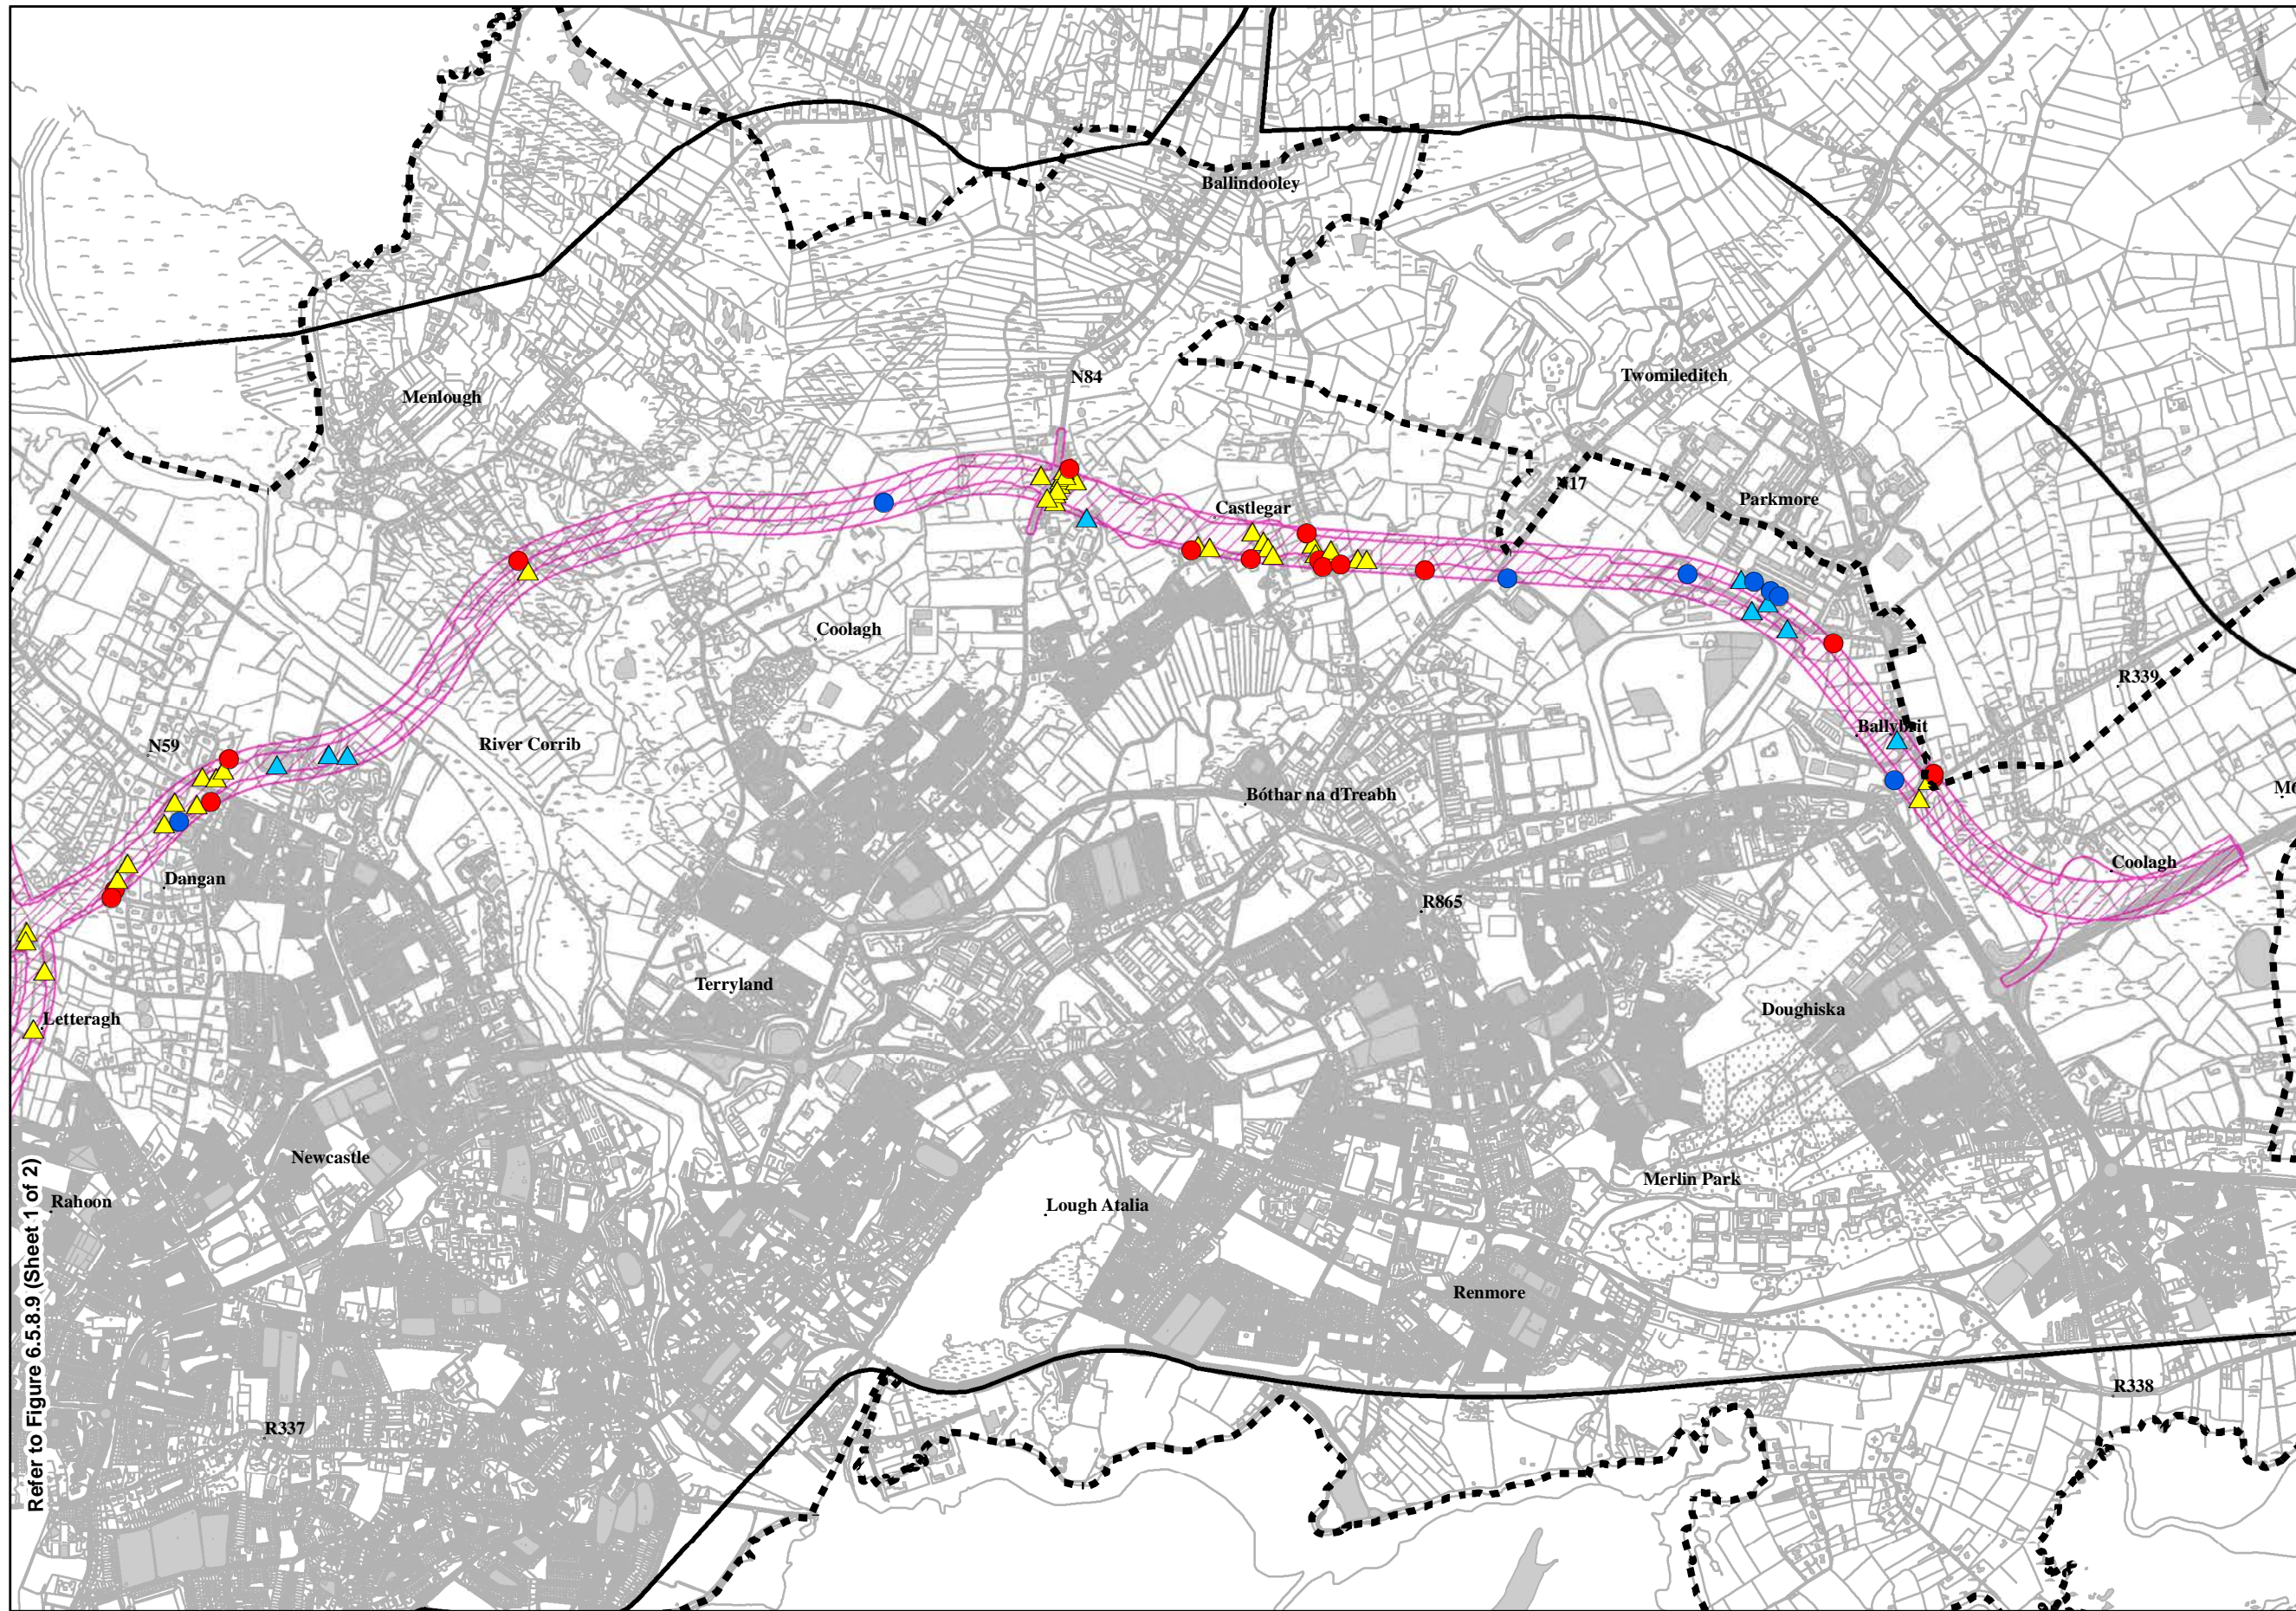 Ballindooley
N84
Twomileditch
Menlough
N17
Parkmore
Castlegar
Coolagh
R339
Ballybrit
N59
River Corrib
Bóthar na dTreabh
Coolagh
Dangan
R865
Terryland
Doughiska
Letteragh
Newcastle
Merlin Park
Rahoon
Lough Atalia
Renmore
R338
R337
Refer to Figure 6.5.8.9 (Sheet 1 of 2)